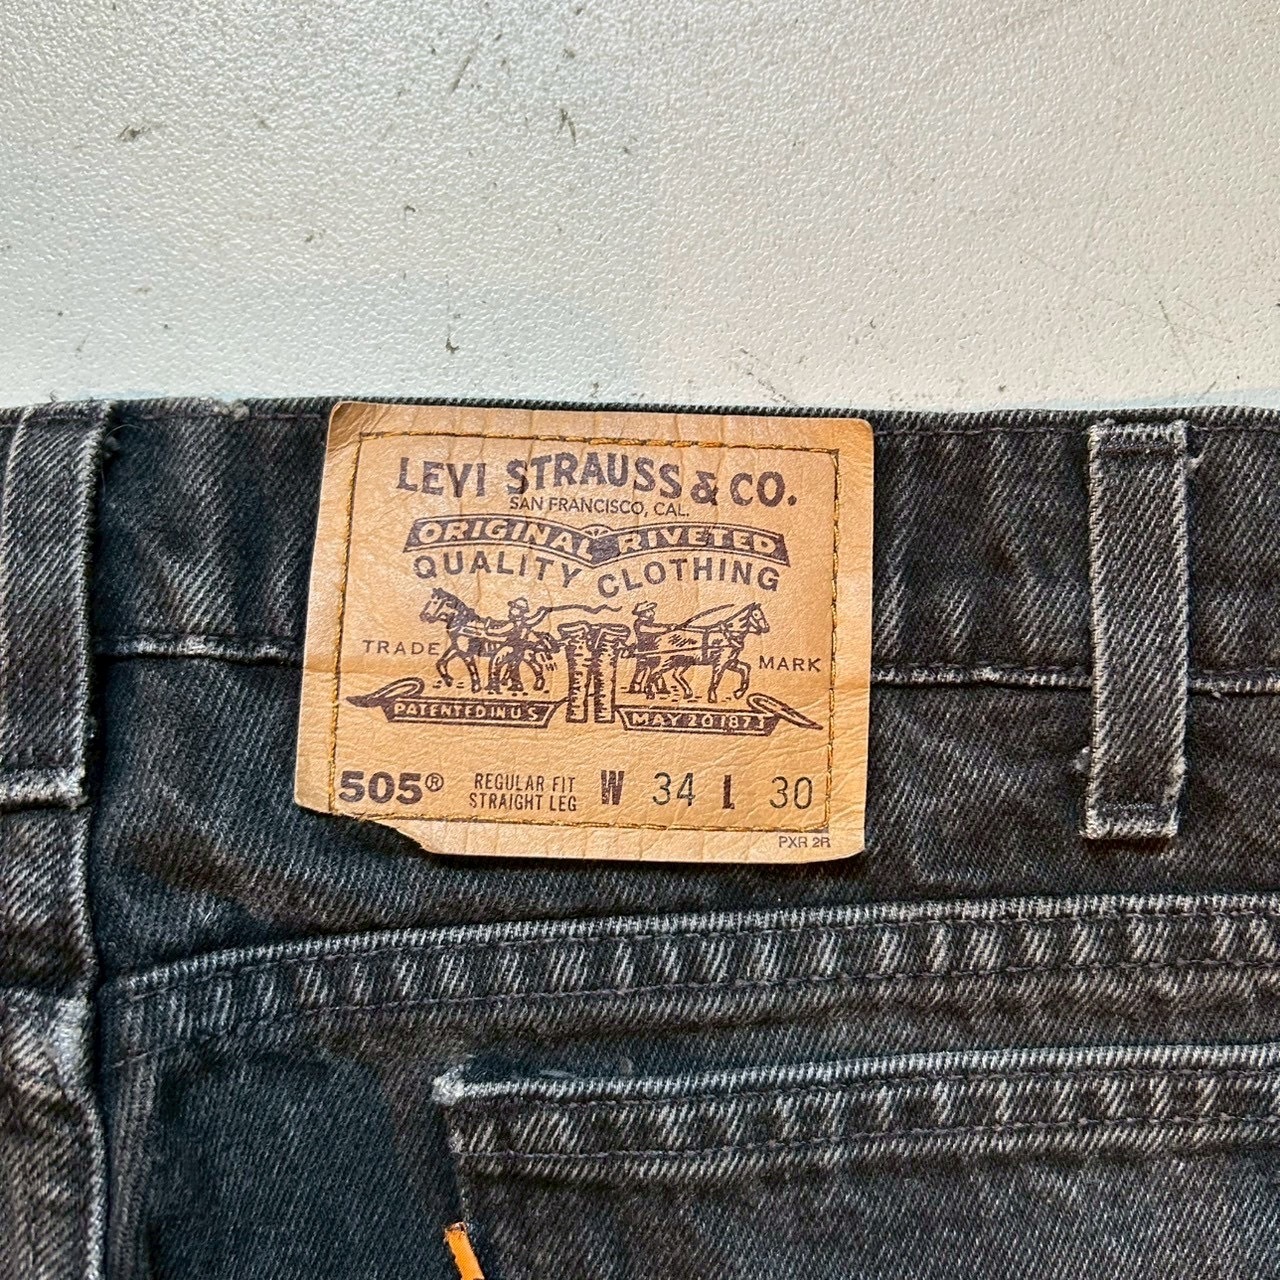 LEVI STRAUSS & CO.
SAN FRANCISCO, CAL.
ORIGINAL RIVETED
QUALITY CLOTHING
TRADE MARK
PATENTED IN U S MAY 20 1873
505® REGULAR FIT STRAIGHT LEG W 34 L 30
PXR 2R